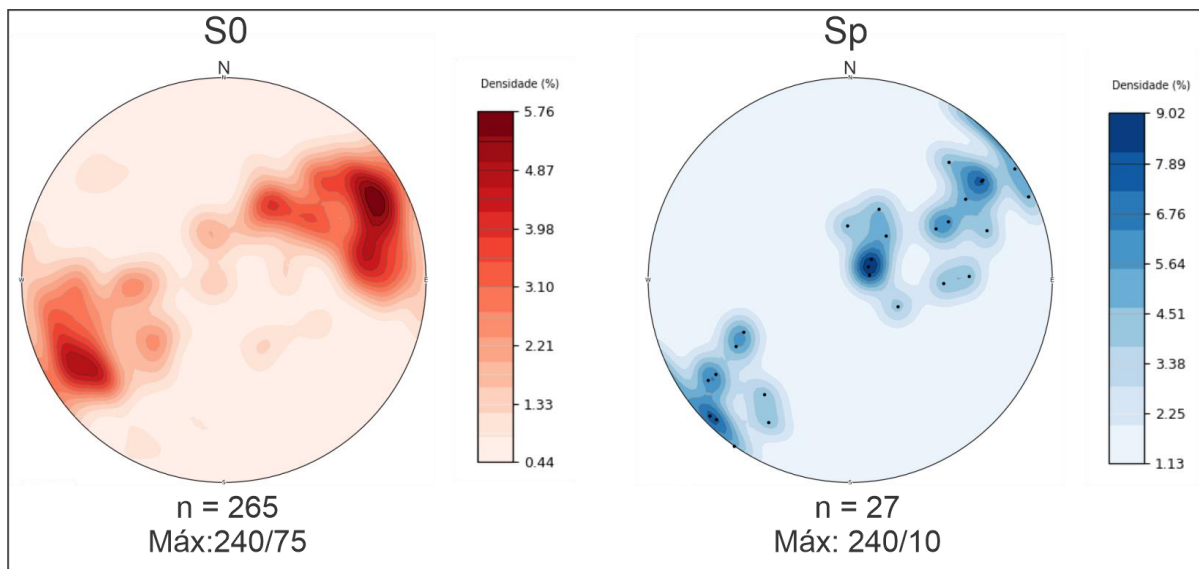 S0
N
N
W
E
S
n = 265
Máx:240/75
Densidade (%)
5.76
4.87
3.98
3.10
2.21
1.33
0.44
Sp
N
N
W
E
S
n = 27
Máx: 240/10
Densidade (%)
9.02
7.89
6.76
5.64
4.51
3.38
2.25
1.13